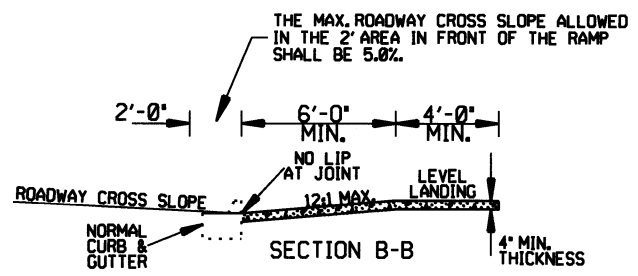 THE MAX. ROADWAY CROSS SLOPE ALLOWED
IN THE 2' AREA IN FRONT OF THE RAMP
SHALL BE 5.0%.
2'-0"
6'-0"
MIN.
4'-0"
MIN.
NO LIP
AT JOINT
LEVEL
LANDING
ROADWAY CROSS SLOPE
12:1 MAX.
NORMAL
CURB &
GUTTER
SECTION B-B
4" MIN.
THICKNESS